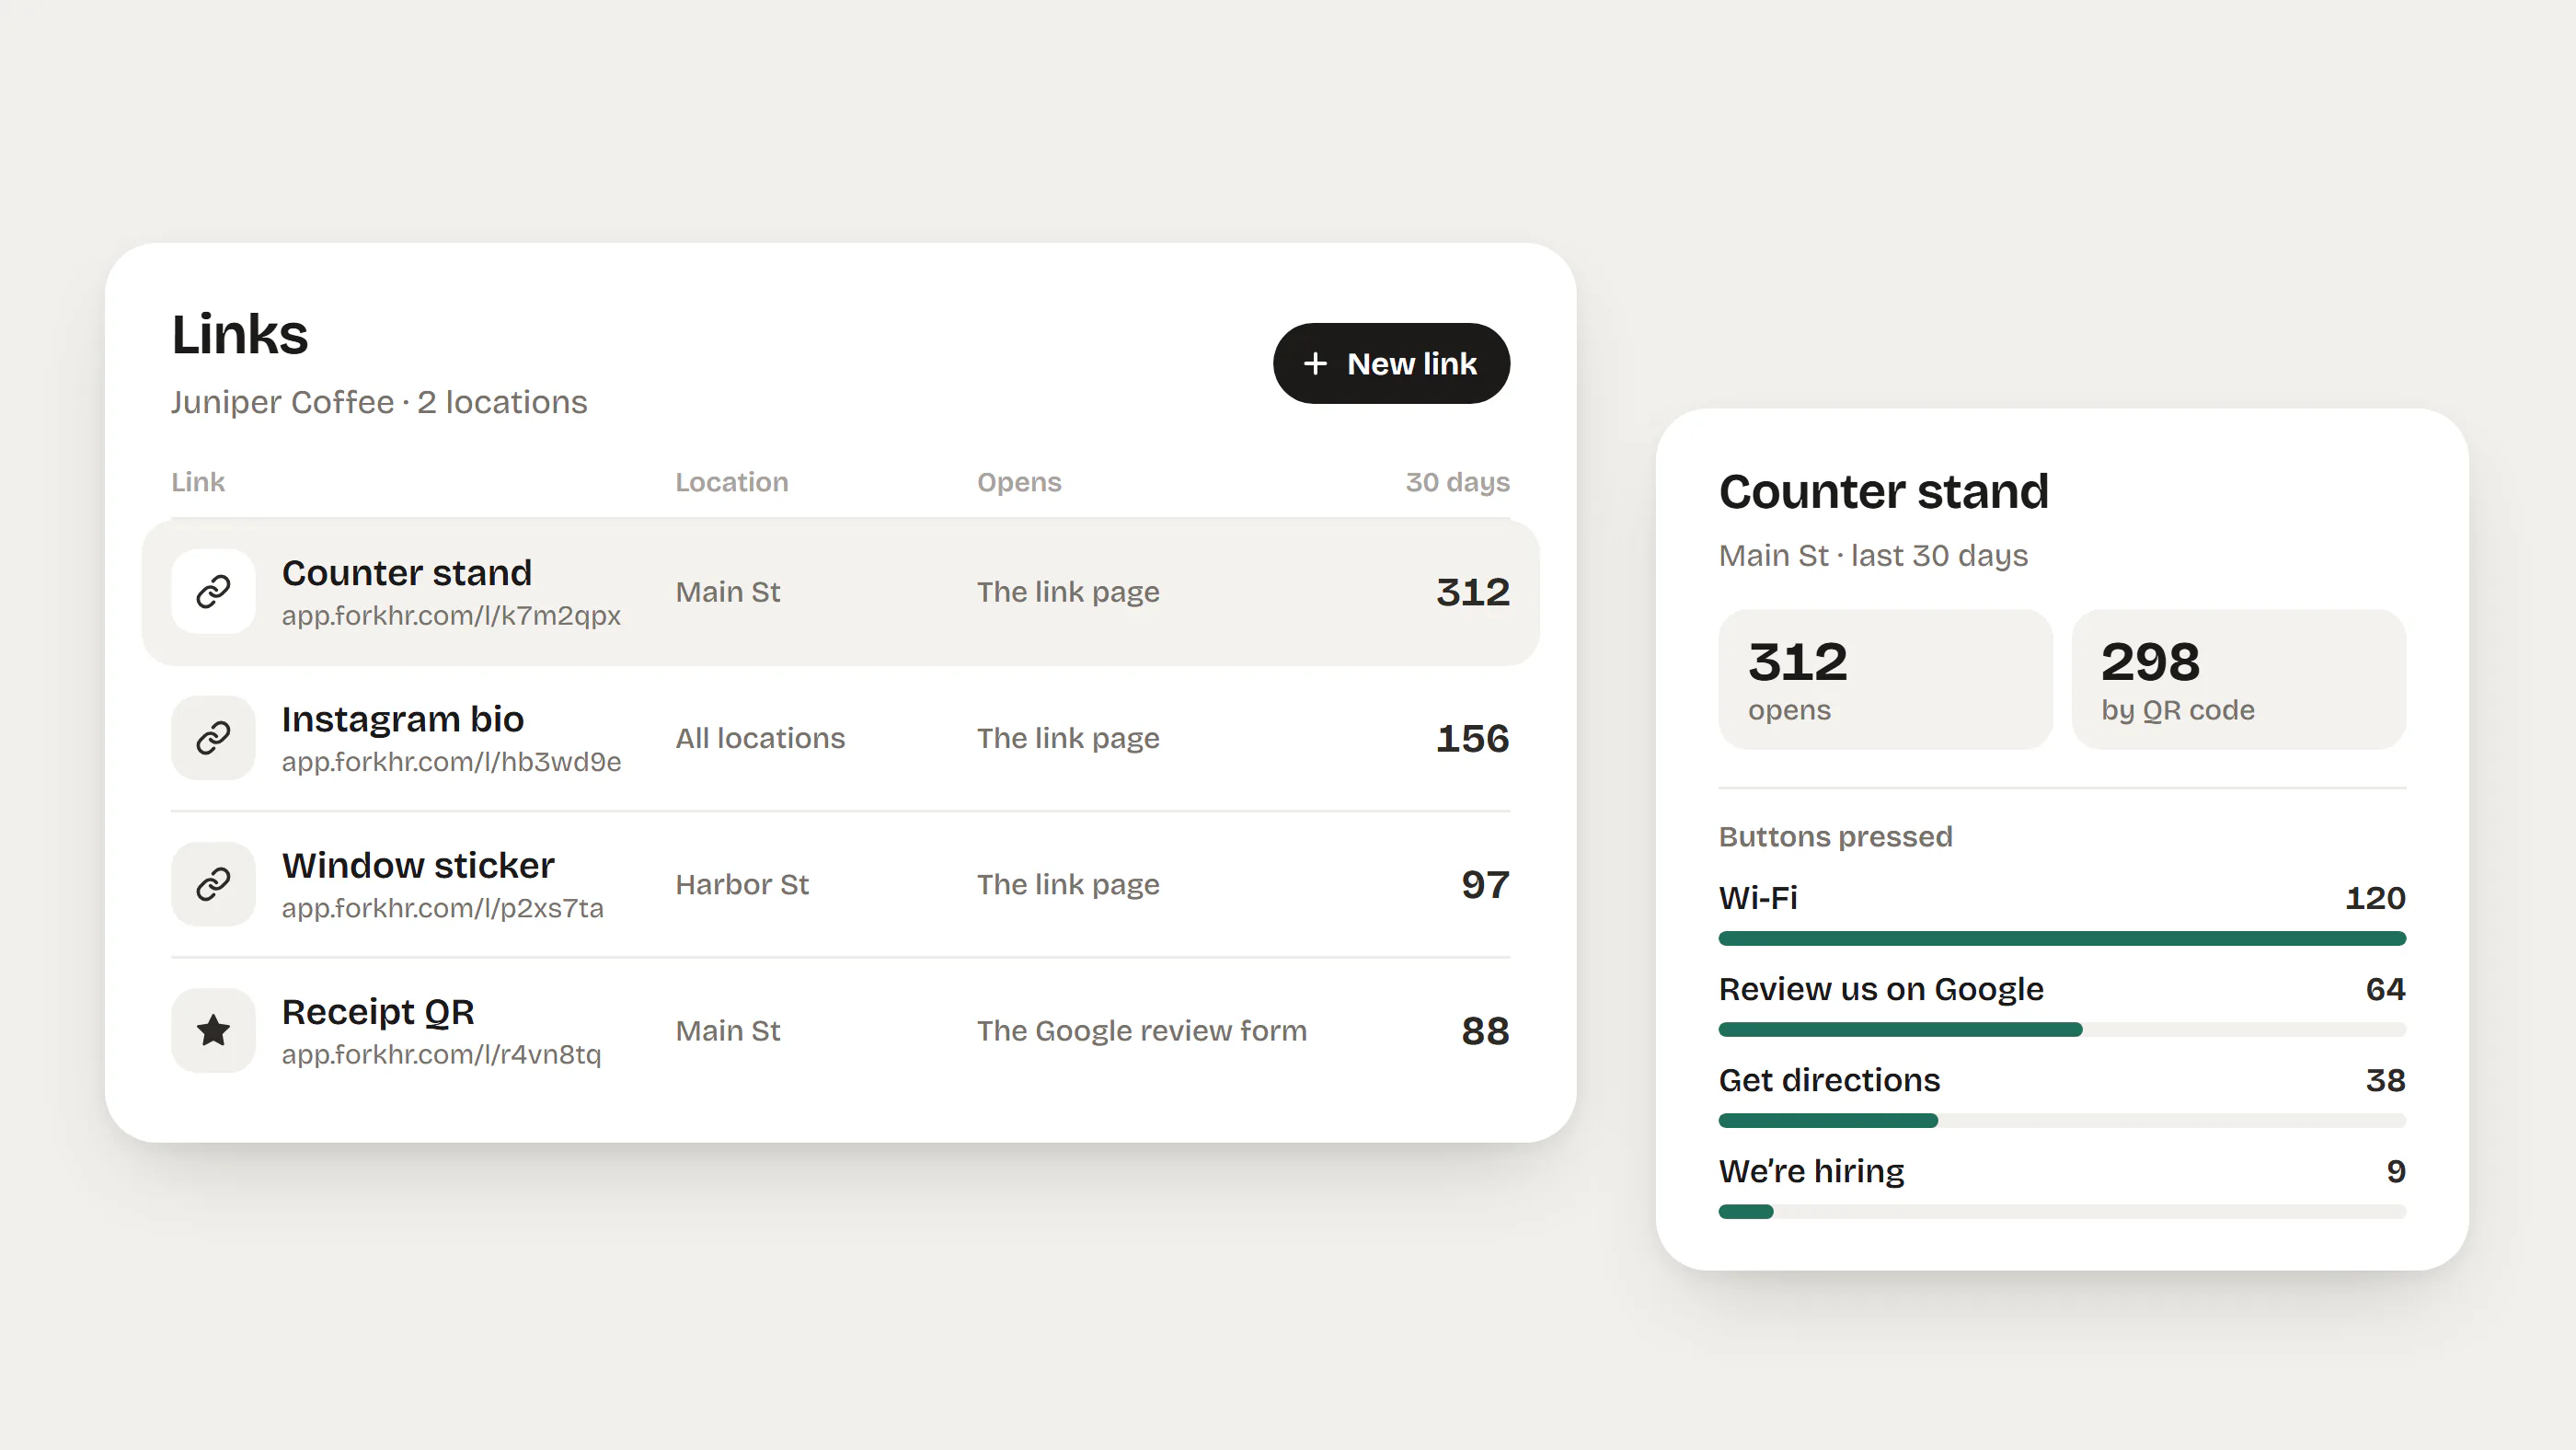 Links
Juniper Coffee · 2 locations
+ New link
Link Location Opens 30 days
Counter stand
app.forkhr.com/l/k7m2qpx
Main St
The link page
312
Instagram bio
app.forkhr.com/l/hb3wd9e
All locations
The link page
156
Window sticker
app.forkhr.com/l/p2xs7ta
Harbor St
The link page
97
Receipt QR
app.forkhr.com/l/r4vn8tq
Main St
The Google review form
88
Counter stand
Main St · last 30 days
312
opens
298
by QR code
Buttons pressed
Wi-Fi 120
Review us on Google 64
Get directions 38
We're hiring 9